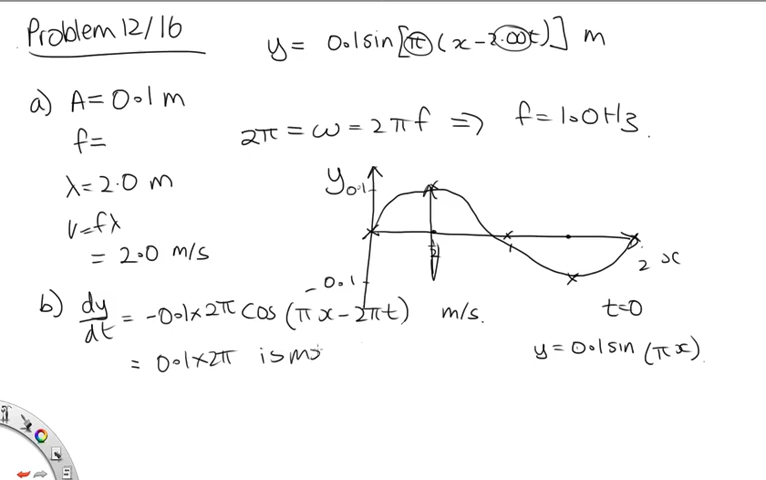 Problem 12/16
y = 0.1 sin [π (x - 2.00t)] m
a) A = 0.1 m
f =
2π = ω = 2πf ⇒ f = 1.0 Hz.
λ = 2.0 m
v = fλ
= 2.0 m/s
y
0.1
1
2 x
-0.1
t=0
y = 0.1 sin (πx)
b) dy/dt = -0.1 × 2π cos (πx - 2πt) m/s.
= 0.1 × 2π is